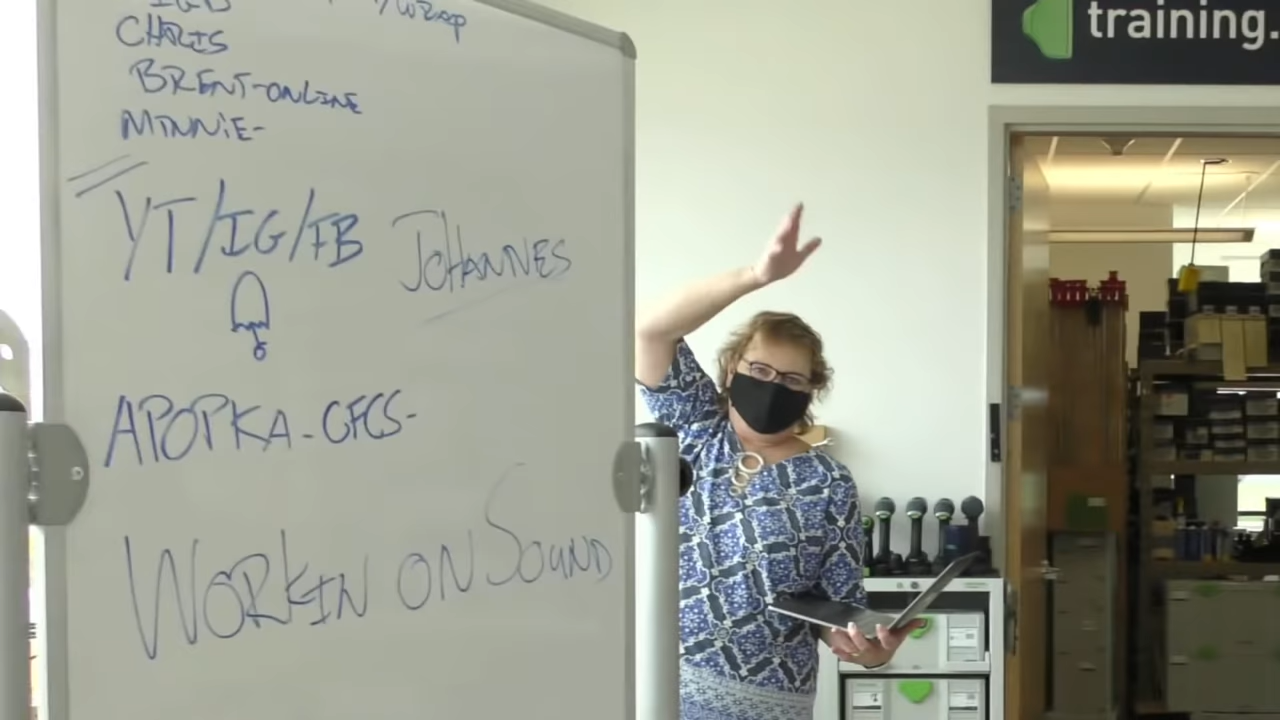 CHRIS
BRENT-ONLINE
MINNIE-
YT/IG/FB JOHANNES
APOPKA-CFCS-
WORKIN ON SOUND
training.